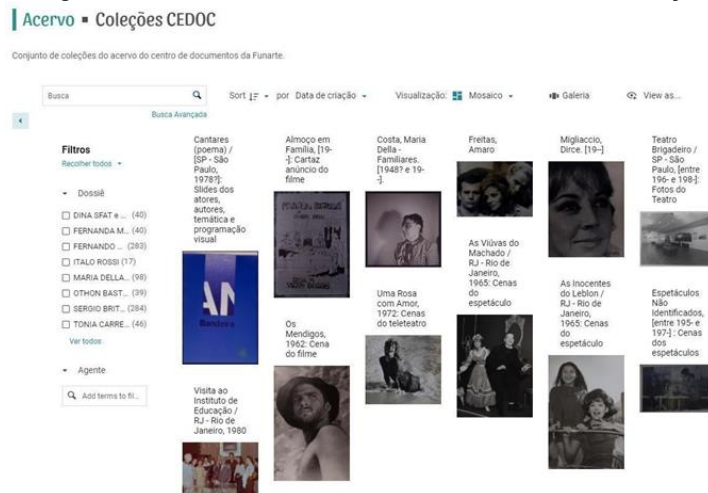 Acervo ▪ Coleções CEDOC
Conjunto de coleções do acervo do centro de documentos da Funarte.
Busca
Sort
por Data de criação
Visualização:
Mosaico
Galeria
View as...
Busca Avançada
Filtros
Recolher todos
Dossiê
DINA SFAT e ... (40)
FERNANDA M... (40)
FERNANDO ... (283)
ITALO ROSSI (17)
MARIA DELLA... (98)
OTHON BAST... (39)
SERGIO BRIT... (284)
TONIA CARRE... (46)
Ver todos
Agente
Add terms to fil...
Cantares
(poema) /
[SP - São
Paulo,
1978?]:
Slides dos
atores,
autores,
temática e
programação
visual
Visita ao
Instituto de
Educação /
RJ - Rio de
Janeiro, 1980
Almoço em
Família, [19-
-]: Cartaz
anúncio do
filme
Os
Mendigos,
1962: Cena
do filme
Costa, Maria
Della -
Familiares.
[1948? e 19-
-].
Uma Rosa
com Amor,
1972: Cenas
do teleteatro
Freitas,
Amaro
As Viúvas do
Machado /
RJ - Rio de
Janeiro,
1965: Cenas
do
espetáculo
Migliaccio,
Dirce. [19--]
As Inocentes
do Leblon /
RJ - Rio de
Janeiro,
1965: Cenas
do
espetáculo
Teatro
Brigadeiro /
SP - São
Paulo, [entre
196- e 198-]:
Fotos do
Teatro
Espetáculos
Não
Identificados,
[entre 195- e
197-] : Cenas
dos
espetáculos